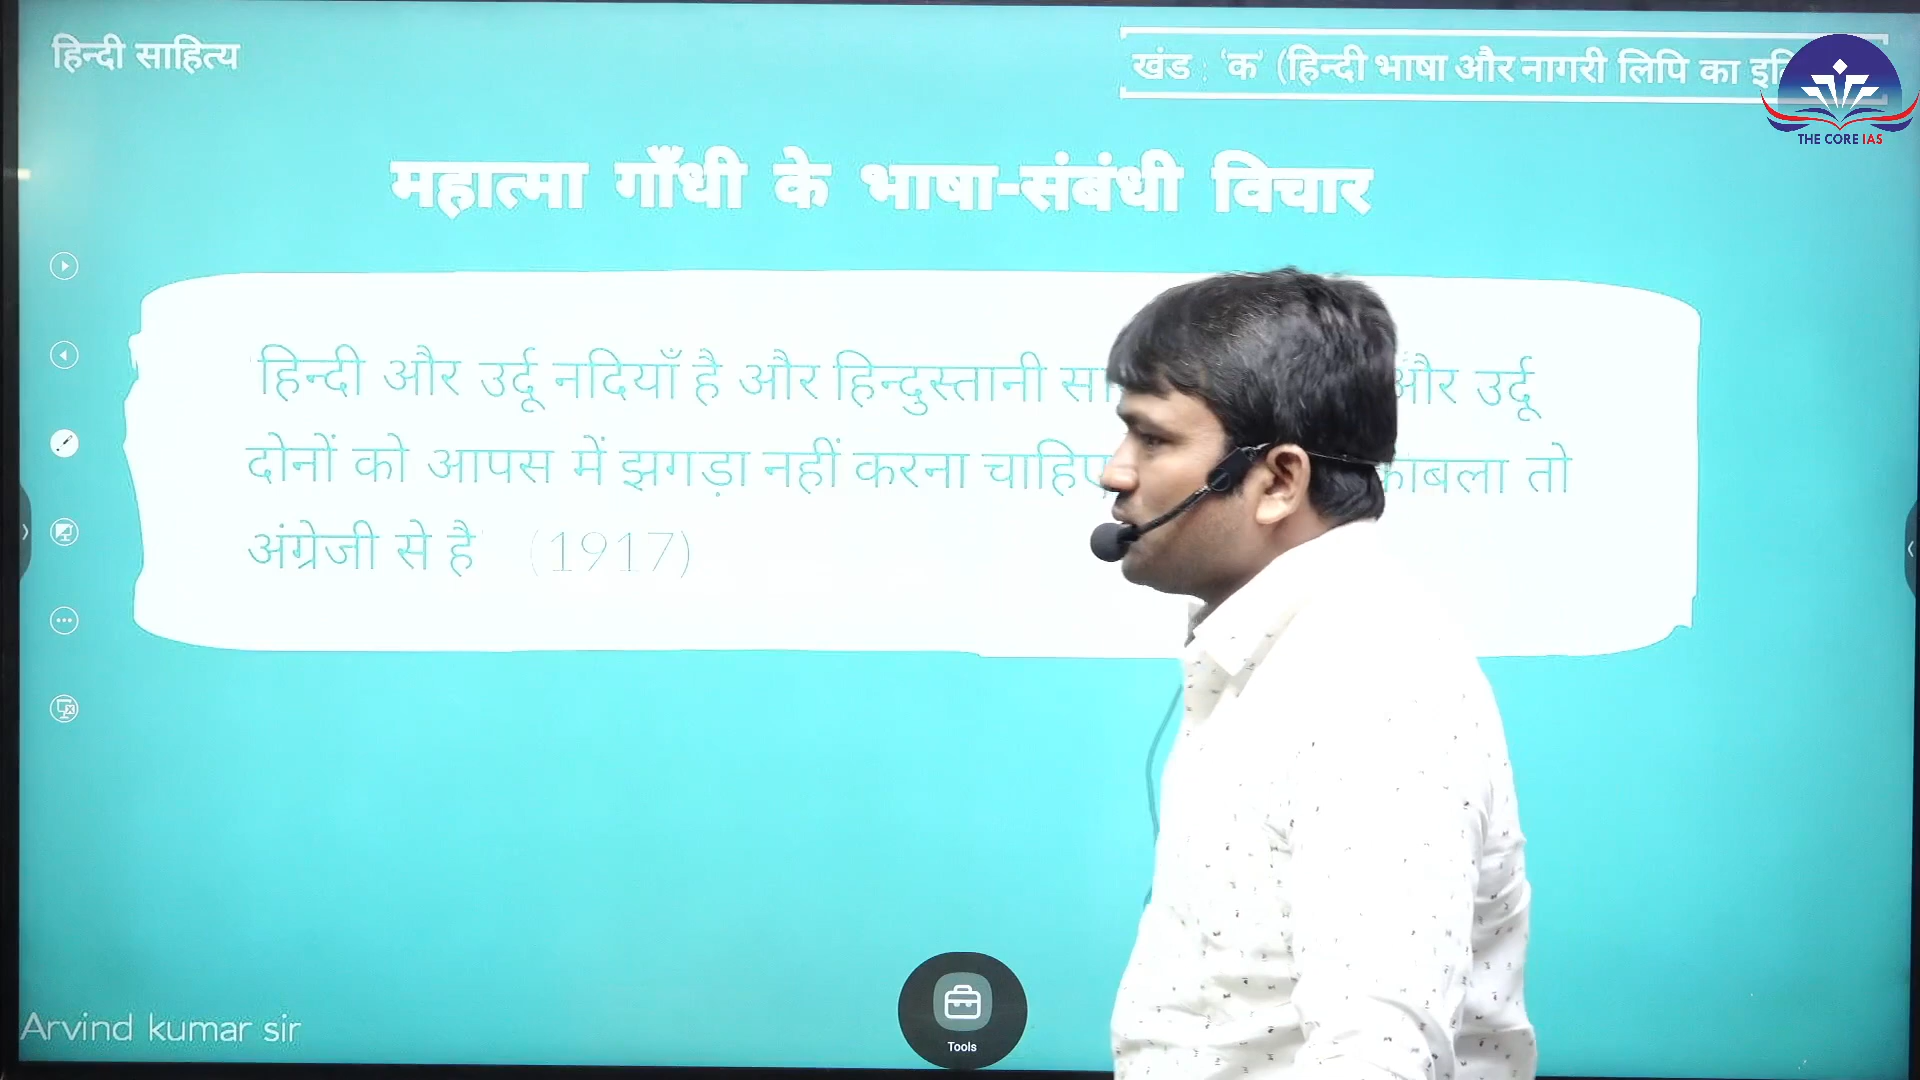 हिन्दी साहित्य
खंड : 'क' (हिन्दी भाषा और नागरी लिपि का
THE CORE IAS
महात्मा गाँधी के भाषा-संबंधी विचार
हिन्दी और उर्दू नदियाँ है और हिन्दुस्तानी और उर्दू
दोनों को आपस में झगड़ा नहीं करना तो
अंग्रेजी से है (1917)
Arvind kumar sir
Tools